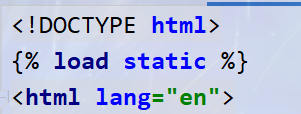 <!DOCTYPE html>
{% load static %}
<html lang="en">